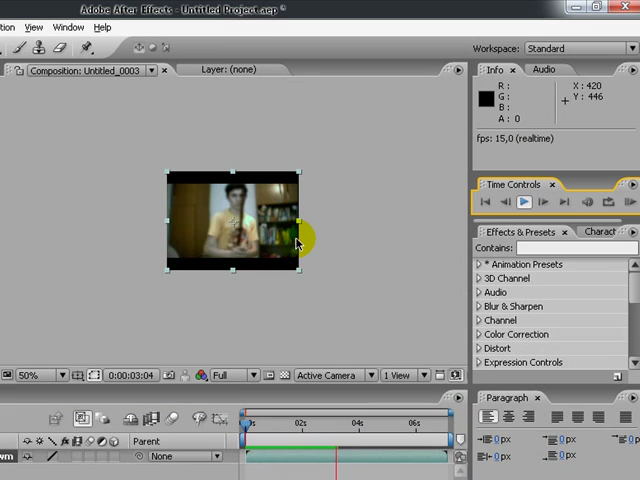 Adobe After Effects - Untitled Project.aep *
tion View Window Help
Workspace: Standard
Composition: Untitled_0003
Layer: (none)
Info Audio
R :
G :
B :
A : 0
X : 420
Y : 446
fps: 15,0 (realtime)
Time Controls
Effects & Presets Charact
Contains:
* Animation Presets
3D Channel
Audio
Blur & Sharpen
Channel
Color Correction
Distort
Expression Controls
50% 0:00:03:04 Full Active Camera 1 View
Paragraph
0 px 0 px 0 px
0 px 0 px
0s 02s 04s 06s
Parent
wn None